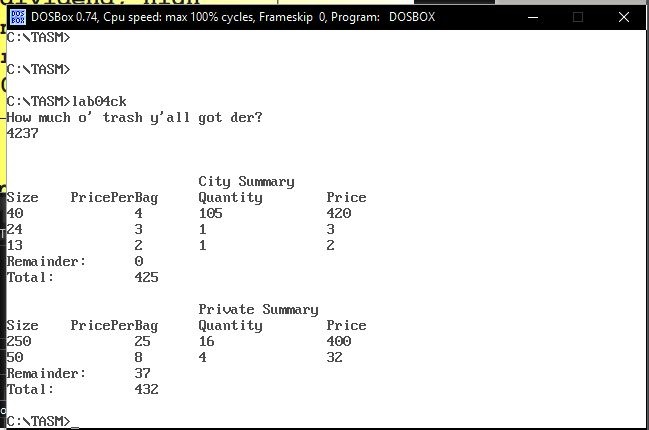 dividend, high
DOSBox 0.74, Cpu speed: max 100% cycles, Frameskip 0, Program: DOSBOX
C:\TASM>
C:\TASM>
C:\TASM>lab04ck
How much o' trash y'all got der?
4237
City Summary
Size PricePerBag Quantity Price
40 4 105 420
24 3 1 3
13 2 1 2
Remainder: 0
Total: 425
Private Summary
Size PricePerBag Quantity Price
250 25 16 400
50 8 4 32
Remainder: 37
Total: 432
C:\TASM>_